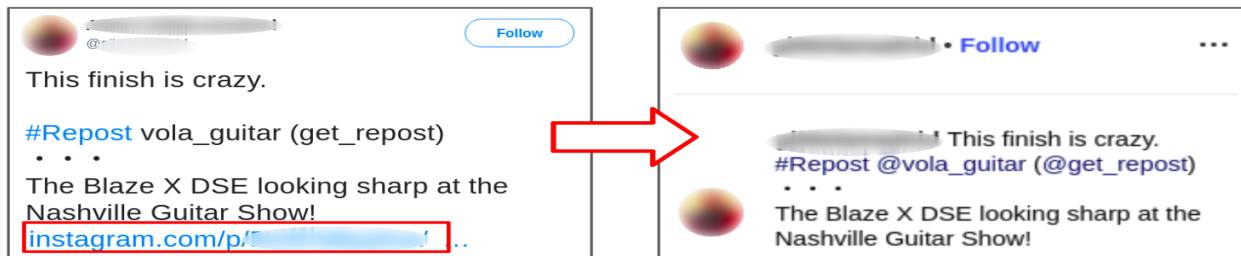 @
Follow
This finish is crazy.
#Repost vola_guitar (get_repost)
• • •
The Blaze X DSE looking sharp at the
Nashville Guitar Show!
instagram.com/p/ / ...
• Follow
...
This finish is crazy.
#Repost @vola_guitar (@get_repost)
• • •
The Blaze X DSE looking sharp at the
Nashville Guitar Show!